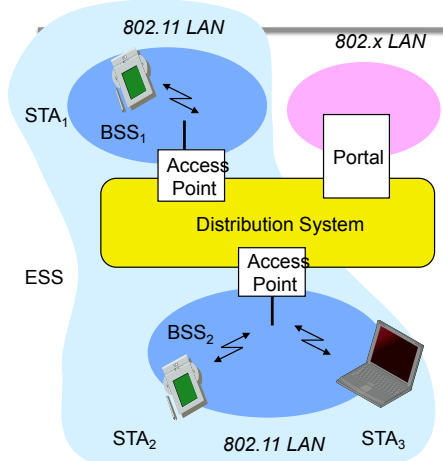 802.11 LAN
802.x LAN
STA₁
BSS₁
Access
Point
Portal
Distribution System
ESS
Access
Point
BSS₂
STA₂
802.11 LAN
STA₃